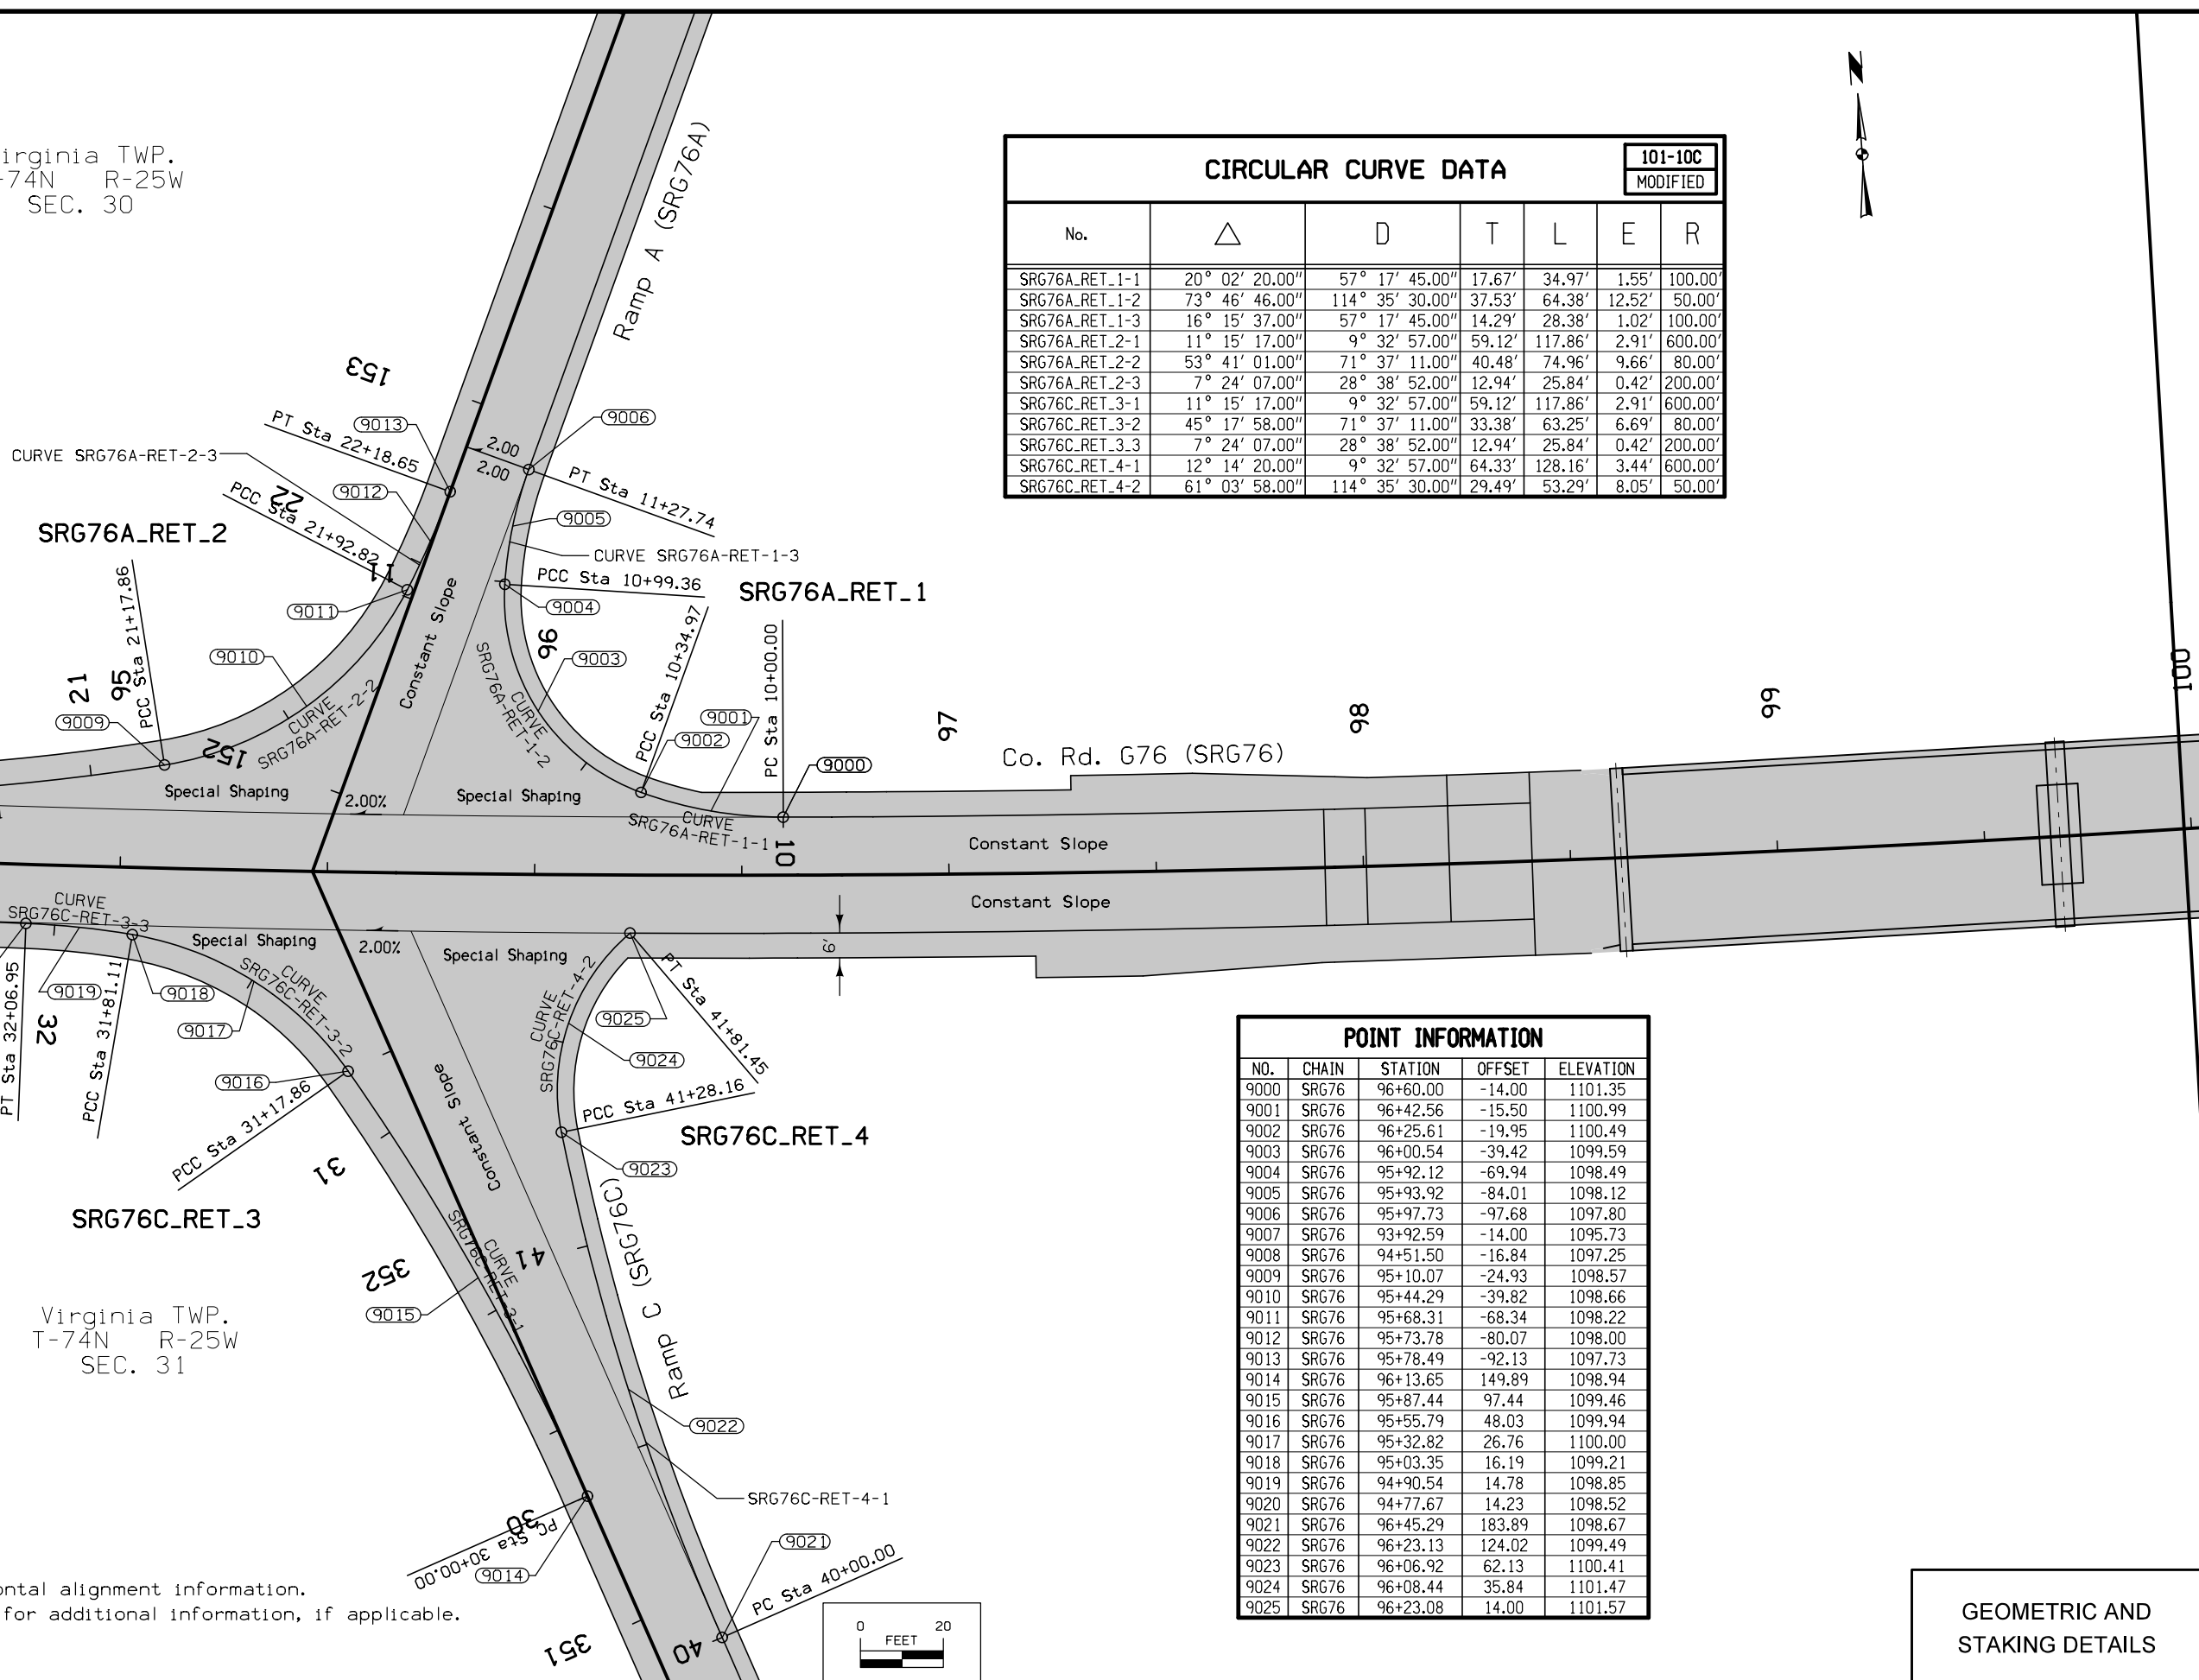 irginia TWP.
-74N R-25W
SEC. 30
Ramp A (SRG76A)
N
CIRCULAR CURVE DATA
101-10C
MODIFIED
No. △ D T L E R
SRG76A_RET_1-1 20° 02' 20.00" 57° 17' 45.00" 17.67' 34.97' 1.55' 100.00'
SRG76A_RET_1-2 73° 46' 46.00" 114° 35' 30.00" 37.53' 64.38' 12.52' 50.00'
SRG76A_RET_1-3 16° 15' 37.00" 57° 17' 45.00" 14.29' 28.38' 1.02' 100.00'
SRG76A_RET_2-1 11° 15' 17.00" 9° 32' 57.00" 59.12' 117.86' 2.91' 600.00'
SRG76A_RET_2-2 53° 41' 01.00" 71° 37' 11.00" 40.48' 74.96' 9.66' 80.00'
SRG76A_RET_2-3 7° 24' 07.00" 28° 38' 52.00" 12.94' 25.84' 0.42' 200.00'
SRG76C_RET_3-1 11° 15' 17.00" 9° 32' 57.00" 59.12' 117.86' 2.91' 600.00'
SRG76C_RET_3-2 45° 17' 58.00" 71° 37' 11.00" 33.38' 63.25' 6.69' 80.00'
SRG76C_RET_3_3 7° 24' 07.00" 28° 38' 52.00" 12.94' 25.84' 0.42' 200.00'
SRG76C_RET_4-1 12° 14' 20.00" 9° 32' 57.00" 64.33' 128.16' 3.44' 600.00'
SRG76C_RET_4-2 61° 03' 58.00" 114° 35' 30.00" 29.49' 53.29' 8.05' 50.00'
153
PT Sta 22+18.65
9013
9006
CURVE SRG76A-RET-2-3
2.00
2.00
PT Sta 11+27.74
22
9012
PCC Sta 21+92.82
9005
SRG76A_RET_2
CURVE SRG76A-RET-1-3
11
PCC Sta 10+99.36
SRG76A_RET_1
9011
9004
PCC Sta 21+17.86
Constant Slope
96
PCC Sta 10+34.97
PC Sta 10+00.00
9010
9003
21
95
CURVE
SRG76A-RET-2-2
CURVE
SRG76A-RET-1-2
9009
9001
9002
152
97
98
99
100
Co. Rd. G76 (SRG76)
9000
Special Shaping
2.00%
Special Shaping
CURVE
SRG76A-RET-1-1
10
Constant Slope
Constant Slope
CURVE
SRG76C-RET-3-3
Special Shaping
2.00%
Special Shaping
6'
PT Sta 32+06.95
9019
32
PCC Sta 31+81.11
9018
CURVE
SRG76C-RET-3-2
9017
CURVE
SRG76C-RET-4-2
9025
PT Sta 41+81.45
9024
9016
PCC Sta 31+17.86
Constant Slope
PCC Sta 41+28.16
SRG76C_RET_4
31
9023
SRG76C_RET_3
CURVE
SRG76C-RET-3-1
41
352
9015
Ramp C (SRG76C)
Virginia TWP.
T-74N R-25W
SEC. 31
9022
SRG76C-RET-4-1
30
PC Sta 30+00.00
9014
9021
PC Sta 40+00.00
40
351
ontal alignment information.
for additional information, if applicable.
0 20
FEET
POINT INFORMATION
NO. CHAIN STATION OFFSET ELEVATION
9000 SRG76 96+60.00 -14.00 1101.35
9001 SRG76 96+42.56 -15.50 1100.99
9002 SRG76 96+25.61 -19.95 1100.49
9003 SRG76 96+00.54 -39.42 1099.59
9004 SRG76 95+92.12 -69.94 1098.49
9005 SRG76 95+93.92 -84.01 1098.12
9006 SRG76 95+97.73 -97.68 1097.80
9007 SRG76 93+92.59 -14.00 1095.73
9008 SRG76 94+51.50 -16.84 1097.25
9009 SRG76 95+10.07 -24.93 1098.57
9010 SRG76 95+44.29 -39.82 1098.66
9011 SRG76 95+68.31 -68.34 1098.22
9012 SRG76 95+73.78 -80.07 1098.00
9013 SRG76 95+78.49 -92.13 1097.73
9014 SRG76 96+13.65 149.89 1098.94
9015 SRG76 95+87.44 97.44 1099.46
9016 SRG76 95+55.79 48.03 1099.94
9017 SRG76 95+32.82 26.76 1100.00
9018 SRG76 95+03.35 16.19 1099.21
9019 SRG76 94+90.54 14.78 1098.85
9020 SRG76 94+77.67 14.23 1098.52
9021 SRG76 96+45.29 183.89 1098.67
9022 SRG76 96+23.13 124.02 1099.49
9023 SRG76 96+06.92 62.13 1100.41
9024 SRG76 96+08.44 35.84 1101.47
9025 SRG76 96+23.08 14.00 1101.57
GEOMETRIC AND
STAKING DETAILS